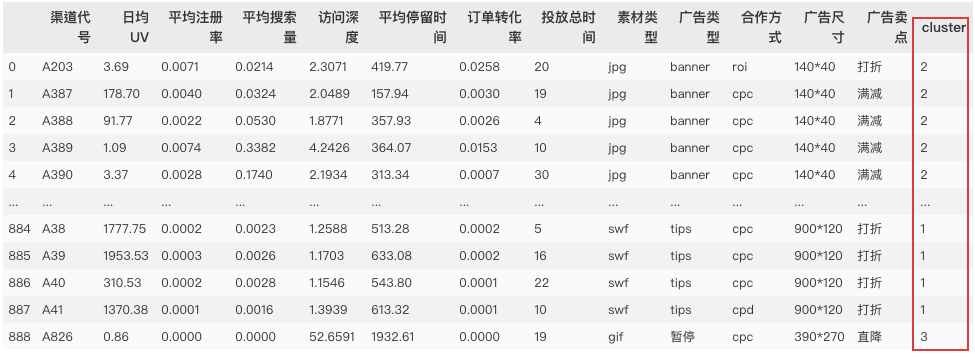 渠道代号 日均UV 平均注册率 平均搜索量 访问深度 平均停留时间 订单转化率 投放总时间 素材类型 广告类型 合作方式 广告尺寸 广告卖点 cluster
0 A203 3.69 0.0071 0.0214 2.3071 419.77 0.0258 20 jpg banner roi 140*40 打折 2
1 A387 178.70 0.0040 0.0324 2.0489 157.94 0.0030 19 jpg banner cpc 140*40 满减 2
2 A388 91.77 0.0022 0.0530 1.8771 357.93 0.0026 4 jpg banner cpc 140*40 满减 2
3 A389 1.09 0.0074 0.3382 4.2426 364.07 0.0153 10 jpg banner cpc 140*40 满减 2
4 A390 3.37 0.0028 0.1740 2.1934 313.34 0.0007 30 jpg banner cpc 140*40 满减 2
... ... ... ... ... ... ... ... ... ... ... ... ... ... ...
884 A38 1777.75 0.0002 0.0023 1.2588 513.28 0.0002 5 swf tips cpc 900*120 打折 1
885 A39 1953.53 0.0003 0.0026 1.1703 633.08 0.0002 16 swf tips cpc 900*120 打折 1
886 A40 310.53 0.0002 0.0028 1.1546 543.80 0.0001 22 swf tips cpc 900*120 打折 1
887 A41 1370.38 0.0001 0.0016 1.3939 613.32 0.0001 10 swf tips cpd 900*120 打折 1
888 A826 0.86 0.0000 0.0000 52.6591 1932.61 0.0000 19 gif 暂停 cpc 390*270 直降 3